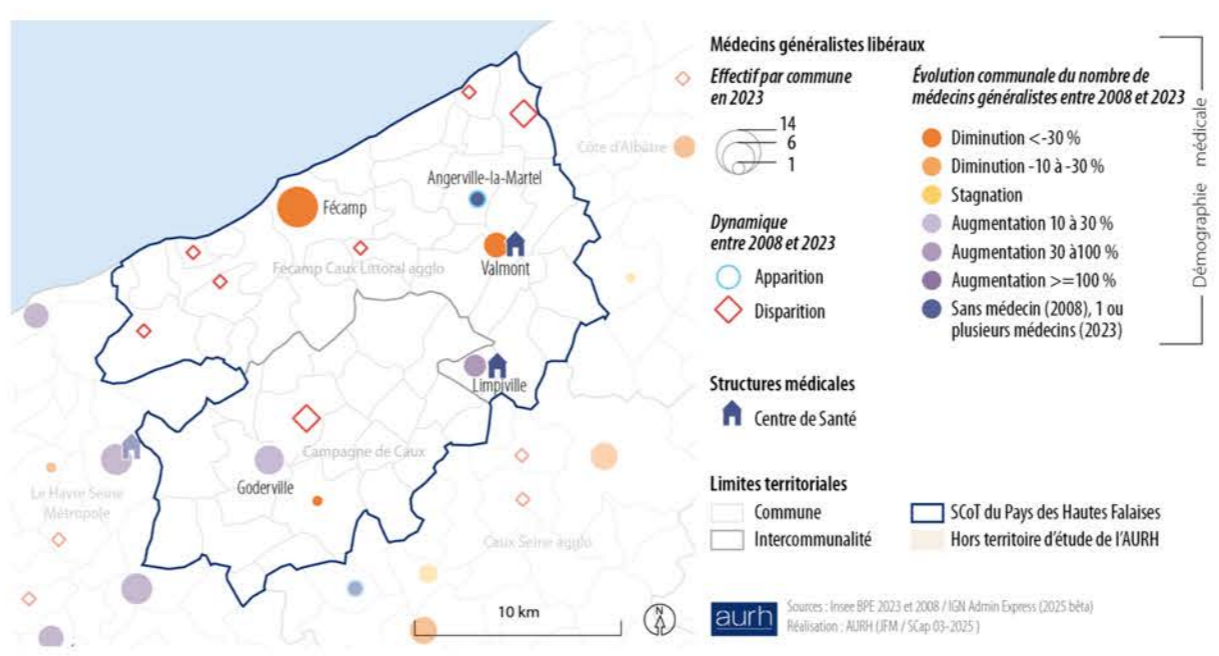 Côte d'Albâtre
Angerville-la-Martel
Fécamp
Valmont
Fécamp Caux Littoral agglo
Limpiville
Campagne de Caux
Goderville
Le Havre Seine
Métropole
Caux Seine agglo
10 km
N
Médecins généralistes libéraux
Effectif par commune
en 2023
14
6
1
Dynamique
entre 2008 et 2023
Apparition
Disparition
Évolution communale du nombre de
médecins généralistes entre 2008 et 2023
Diminution <-30 %
Diminution -10 à -30 %
Stagnation
Augmentation 10 à 30 %
Augmentation 30 à100 %
Augmentation >=100 %
Sans médecin (2008), 1 ou
plusieurs médecins (2023)
Démographie médicale
Structures médicales
Centre de Santé
Limites territoriales
Commune
Intercommunalité
SCoT du Pays des Hautes Falaises
Hors territoire d'étude de l'AURH
aurh
Sources : Insee BPE 2023 et 2008 / IGN Admin Express (2025 bêta)
Réalisation : AURH (JFM / SCap 03-2025 )